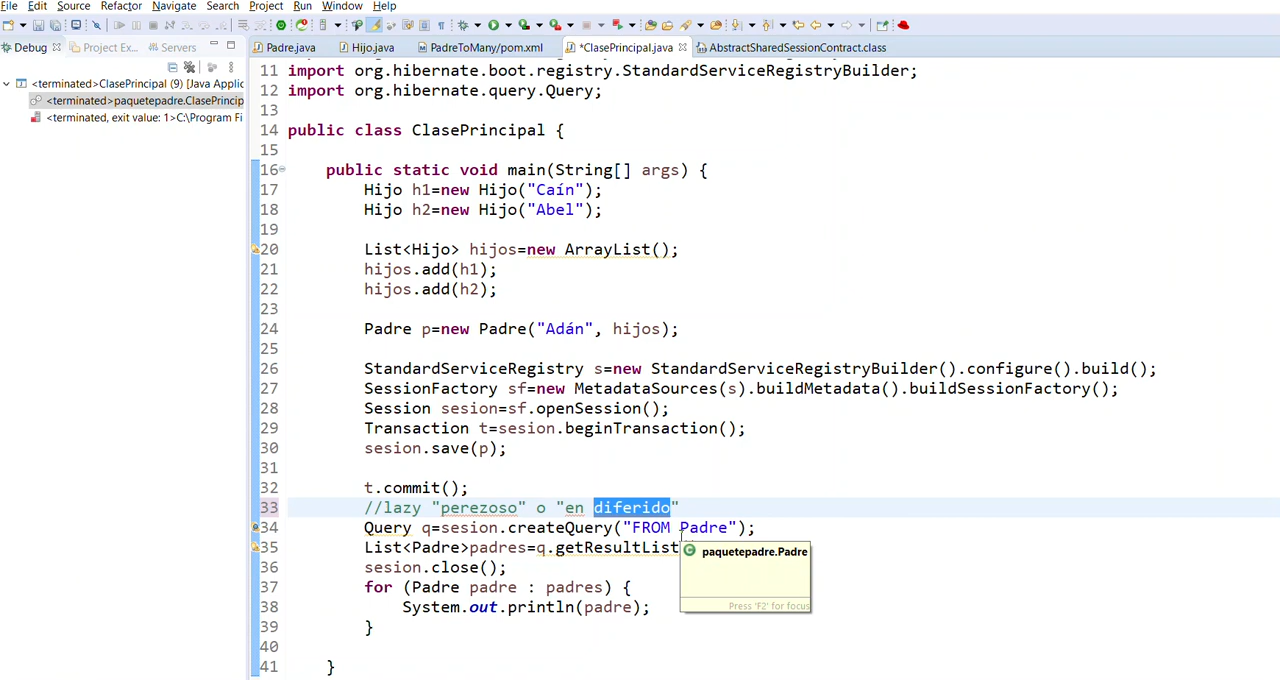 File Edit Source Refactor Navigate Search Project Run Window Help
Debug Project Ex... Servers
<terminated>ClasePrincipal (9) [Java Applic
<terminated>paquetepadre.ClasePrincip
<terminated, exit value: 1>C:\Program Fi
Padre.java Hijo.java PadreToMany/pom.xml *ClasePrincipal.java AbstractSharedSessionContract.class
11 import org.hibernate.boot.registry.StandardServiceRegistryBuilder;
12 import org.hibernate.query.Query;
13
14 public class ClasePrincipal {
15
16 public static void main(String[] args) {
17 Hijo h1=new Hijo("Caín");
18 Hijo h2=new Hijo("Abel");
19
20 List<Hijo> hijos=new ArrayList();
21 hijos.add(h1);
22 hijos.add(h2);
23
24 Padre p=new Padre("Adán", hijos);
25
26 StandardServiceRegistry s=new StandardServiceRegistryBuilder().configure().build();
27 SessionFactory sf=new MetadataSources(s).buildMetadata().buildSessionFactory();
28 Session sesion=sf.openSession();
29 Transaction t=sesion.beginTransaction();
30 sesion.save(p);
31
32 t.commit();
33 //lazy "perezoso" o "en diferido"
34 Query q=sesion.createQuery("FROM Padre");
35 List<Padre>padres=q.getResultList
36 sesion.close();
37 for (Padre padre : padres) {
38 System.out.println(padre);
39 }
40
41 }
paquetepadre.Padre
Press 'F2' for focus